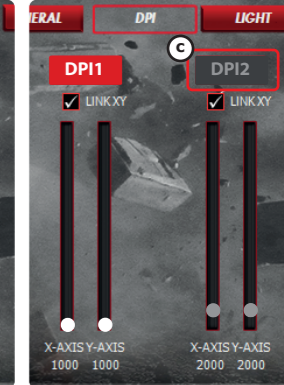 ERAL DPI LIGHT
C
DPI1 DPI2
LINK XY LINK XY
X-AXIS Y-AXIS X-AXIS Y-AXIS
1000 1000 2000 2000